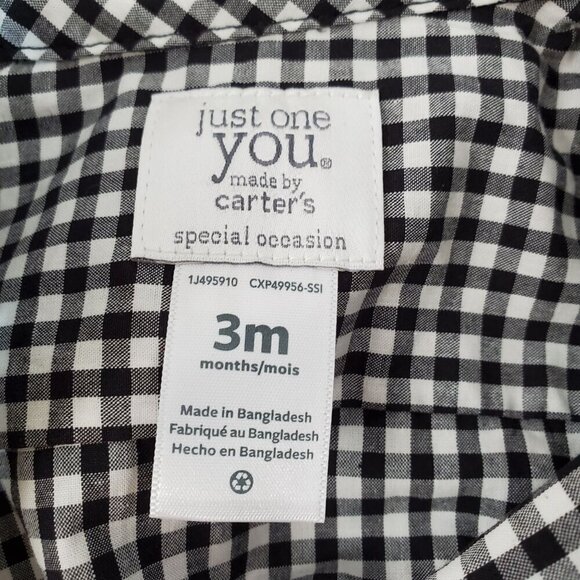 just one
you®
made by
carter's
special occasion
1J495910 CXP49956-SSI
3m
months/mois
Made in Bangladesh
Fabriqué au Bangladesh
Hecho en Bangladesh